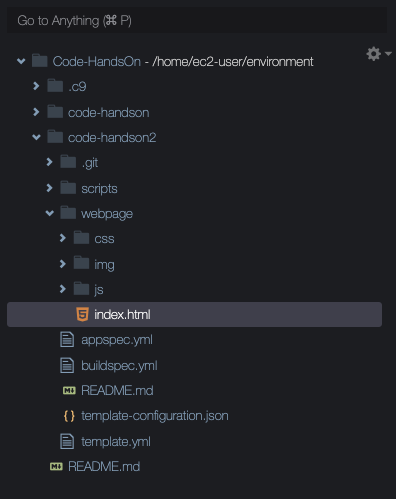 Go to Anything (⌘ P)
Code-HandsOn - /home/ec2-user/environment
.c9
code-handson
code-handson2
.git
scripts
webpage
css
img
js
index.html
appspec.yml
buildspec.yml
README.md
template-configuration.json
template.yml
README.md